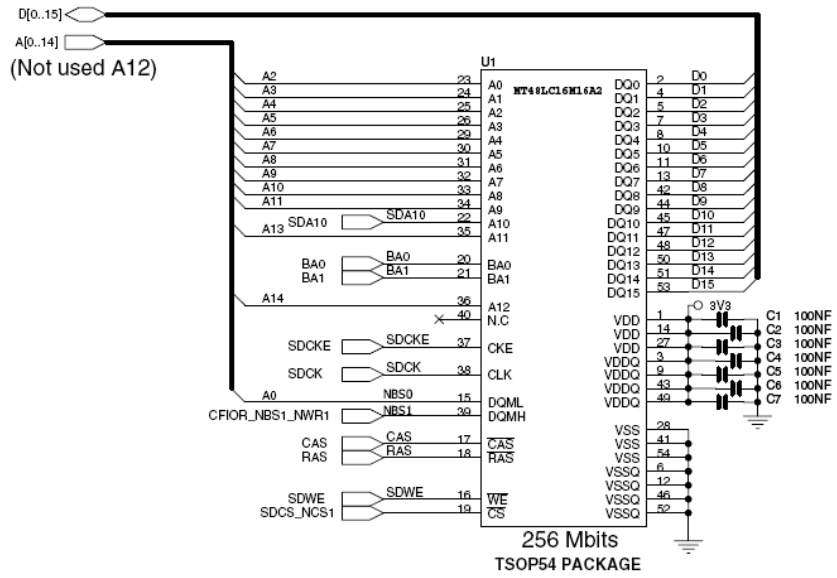 D[0..15]
A[0..14]
(Not used A12)
U1
MT48LC16M16A2
A2 23 A0 DQ0 2 D0
A3 24 A1 DQ1 4 D1
A4 25 A2 DQ2 5 D2
A5 26 A3 DQ3 7 D3
A6 29 A4 DQ4 8 D4
A7 30 A5 DQ5 10 D5
A8 31 A6 DQ6 11 D6
A9 32 A7 DQ7 13 D7
A10 33 A8 DQ8 42 D8
A11 34 A9 DQ9 44 D9
SDA10 SDA10 22 A10 DQ10 45 D10
A13 35 A11 DQ11 47 D11
DQ12 48 D12
BA0 BA0 20 BA0 DQ13 50 D13
BA1 BA1 21 BA1 DQ14 51 D14
DQ15 53 D15
A14 36 A12
3V3
40 N.C VDD 1 C1 100NF
VDD 14 C2 100NF
SDCKE SDCKE 37 CKE VDD 27 C3 100NF
VDDQ 3 C4 100NF
SDCK SDCK 38 CLK VDDQ 9 C5 100NF
VDDQ 43 C6 100NF
A0 NBS0 15 DQML VDDQ 49 C7 100NF
CFIOR_NBS1_NWR1 NBS1 39 DQMH
VSS 28
CAS CAS 17 CAS VSS 41
RAS RAS 18 RAS VSS 54
VSSQ 6
VSSQ 12
SDWE SDWE 16 WE VSSQ 46
SDCS_NCS1 19 CS VSSQ 52
256 Mbits
TSOP54 PACKAGE